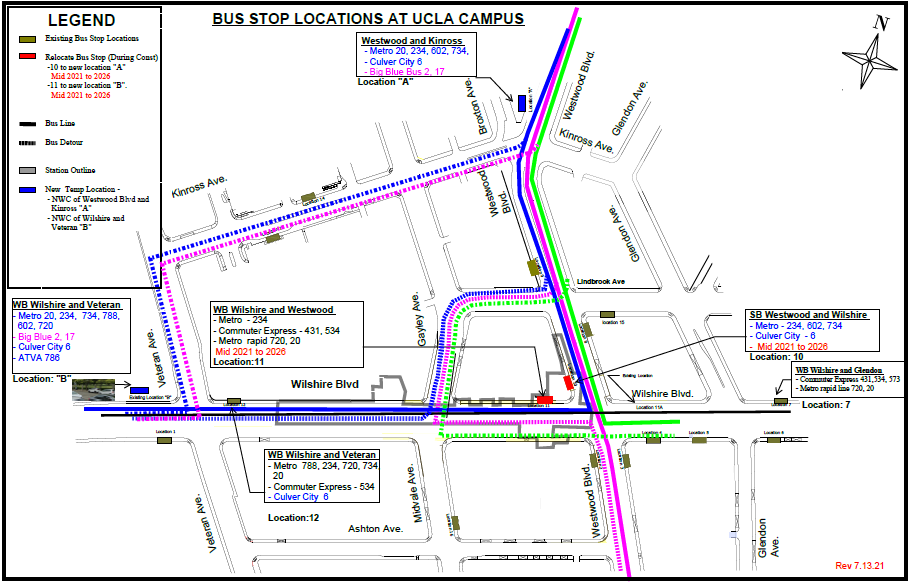 BUS STOP LOCATIONS AT UCLA CAMPUS
LEGEND
Existing Bus Stop Locations
Relocate Bus Stop (During Const)
-10 to new location "A"
Mid 2021 to 2026
-11 to new location "B".
Mid 2021 to 2026
Bus Line
Bus Detour
Station Outline
New Temp Location -
- NWC of Westwood Blvd and
Kinross "A"
- NWC of Wilshire and
Veteran "B"
Westwood and Kinross
- Metro 20, 234, 602, 734,
- Culver City 6
- Big Blue Bus 2, 17
Location "A"
N
Broxton Ave.
Westwood Blvd.
Glendon Ave.
Kinross Ave.
Kinross Ave.
Westwood
Blvd.
Glendon Ave.
Lindbrook Ave
WB Wilshire and Veteran
- Metro 20, 234, 734, 788,
602, 720
- Big Blue 2, 17
- Culver City 6
- ATVA 786
Location: "B"
Existing Location "B"
Veteran Ave.
WB Wilshire and Westwood
- Metro - 234
- Commuter Express - 431, 534
- Metro rapid 720, 20
Mid 2021 to 2026
Location:11
Gayley Ave.
Location 15
SB Westwood and Wilshire
- Metro - 234, 602, 734
- Culver City - 6
- Mid 2021 to 2026
Location: 10
WB Wilshire and Glendon
- Commuter Express 431,534, 573
- Metro rapid line 720, 20
Location: 7
Wilshire Blvd
Wilshire Blvd.
Existing Location
Location 11A
Location 1
WB Wilshire and Veteran
- Metro 788, 234, 720, 734,
20
- Commuter Express - 534
- Culver City 6
Location:12
Veteran Ave.
Midvale Ave.
Ashton Ave.
Westwood Blvd.
Glendon
Ave.
Rev 7.13.21